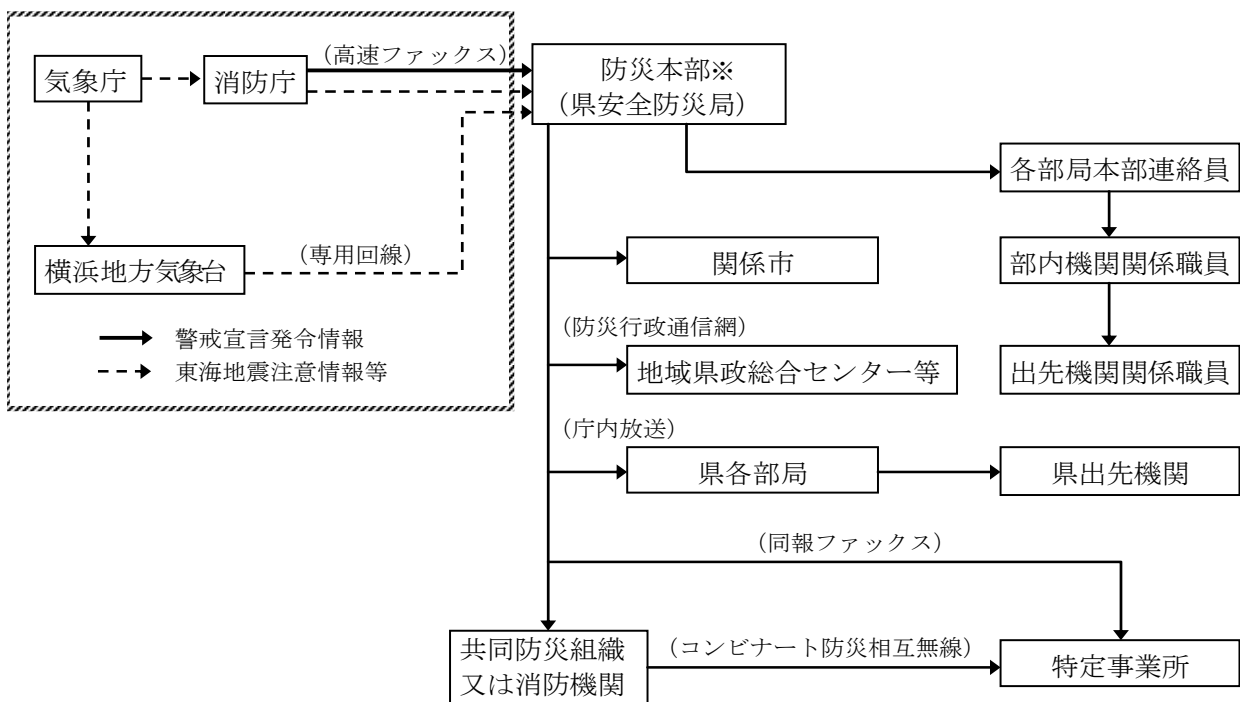 (高速ファックス)
気象庁
消防庁
防災本部※
(県安全防災局)
各部局本部連絡員
横浜地方気象台
(専用回線)
関係市
部内機関関係職員
警戒宣言発令情報
東海地震注意情報等
(防災行政通信網)
地域県政総合センター等
出先機関関係職員
(庁内放送)
県各部局
県出先機関
(同報ファックス)
共同防災組織
又は消防機関
(コンビナート防災相互無線)
特定事業所